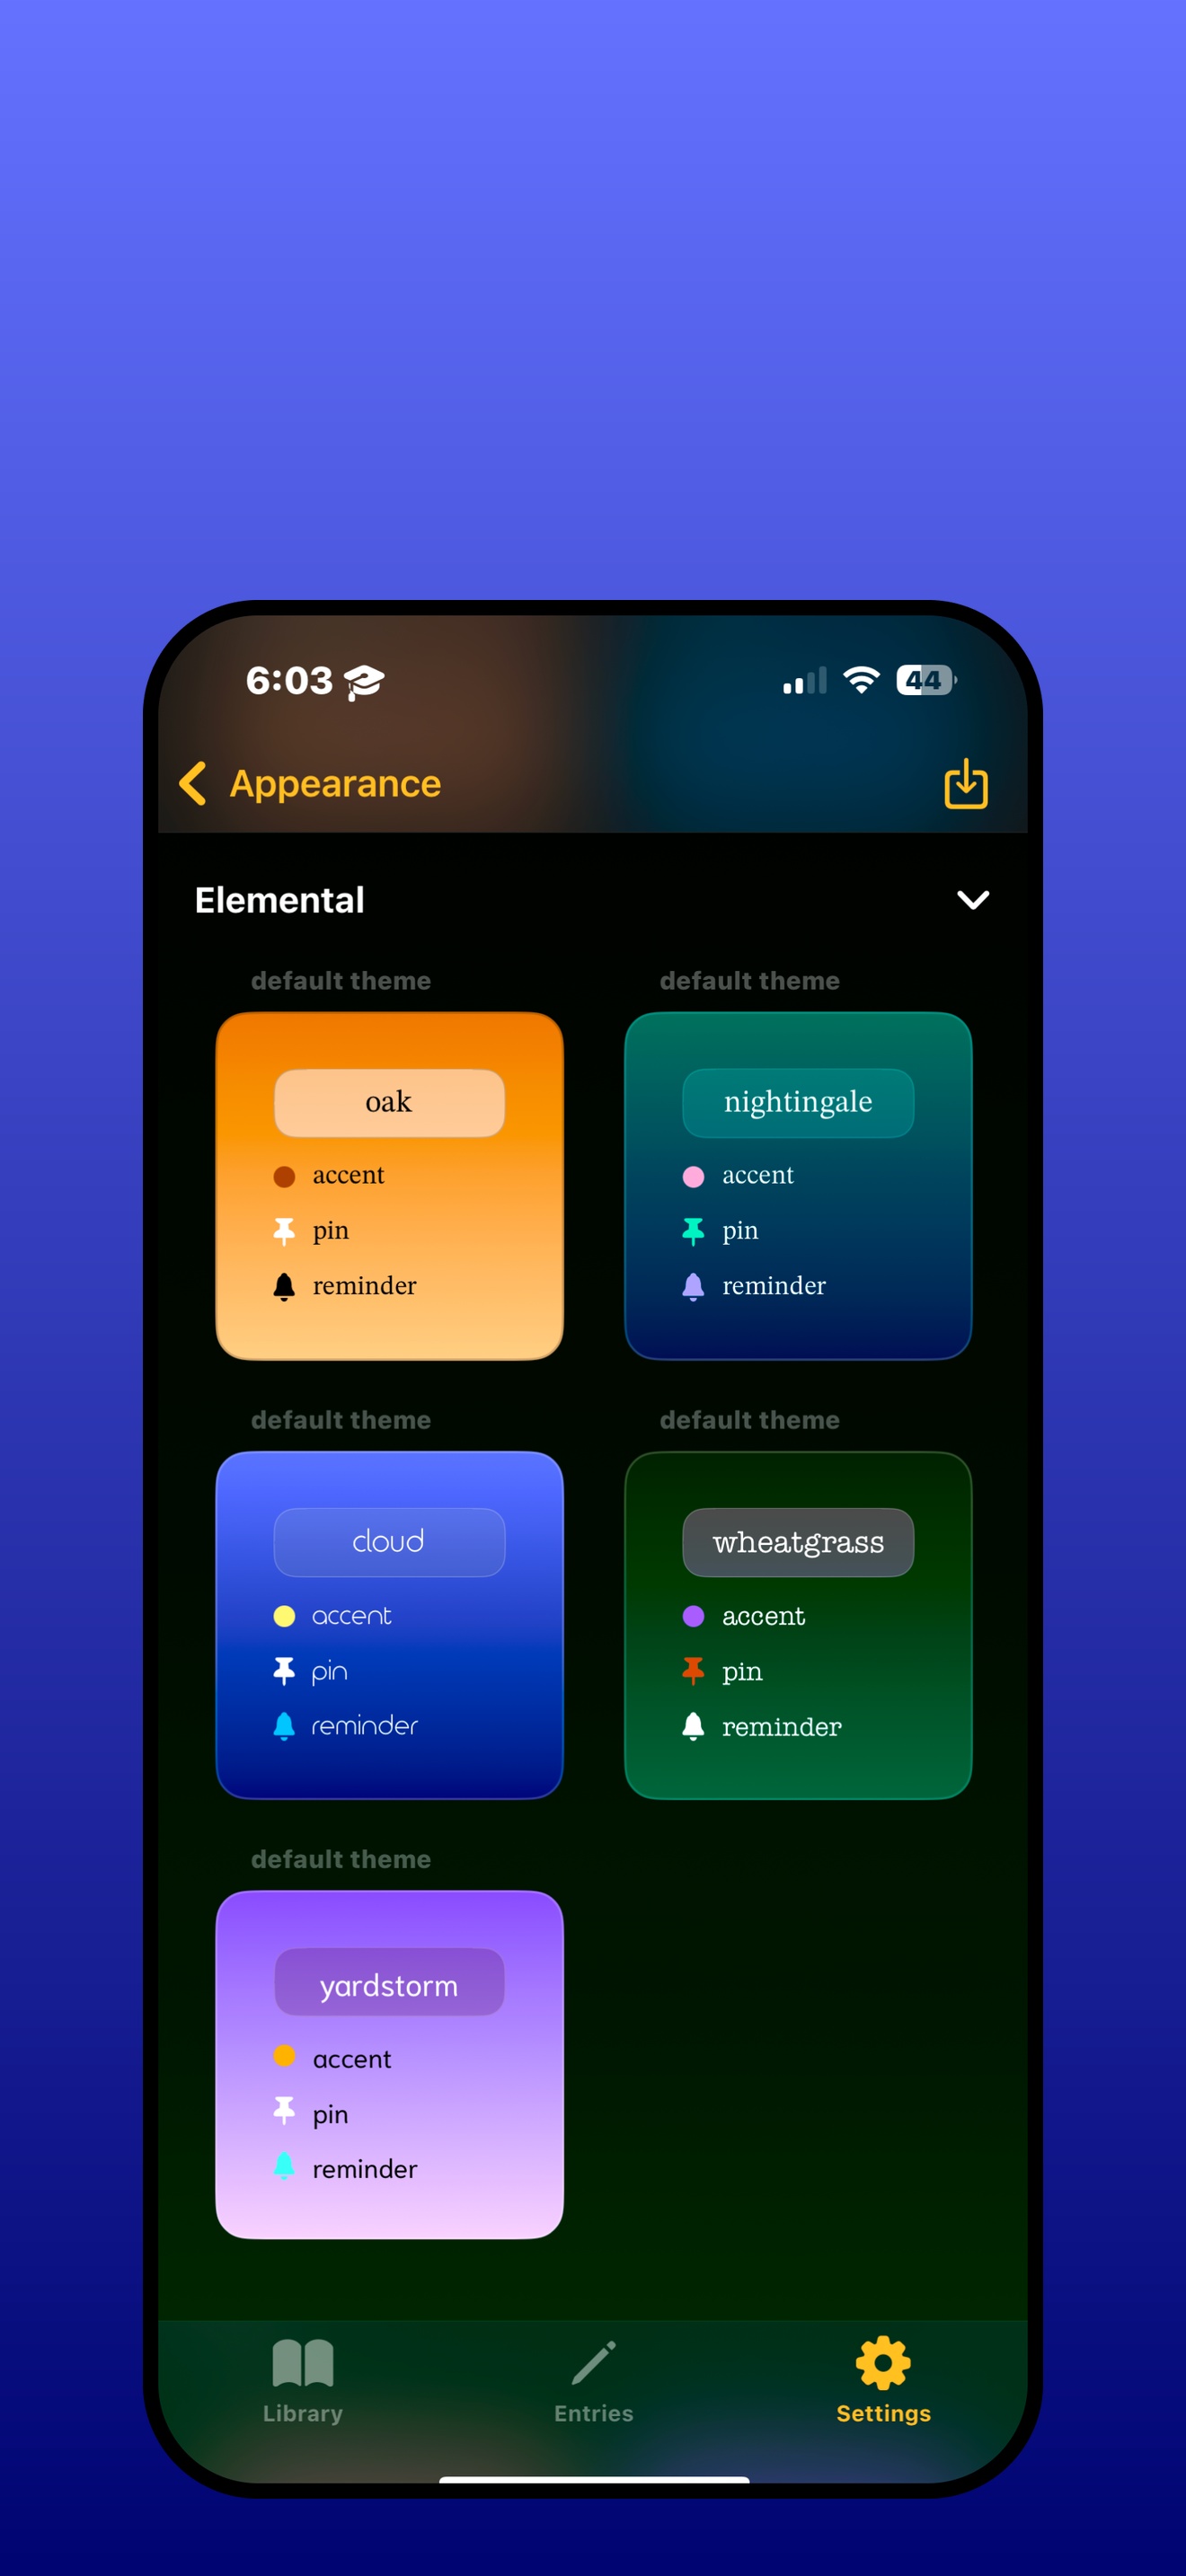 6:03 44
Appearance
Elemental
default theme default theme
oak nightingale
accent accent
pin pin
reminder reminder
default theme default theme
cloud wheatgrass
accent accent
pin pin
reminder reminder
default theme
yardstorm
accent
pin
reminder
Library Entries Settings